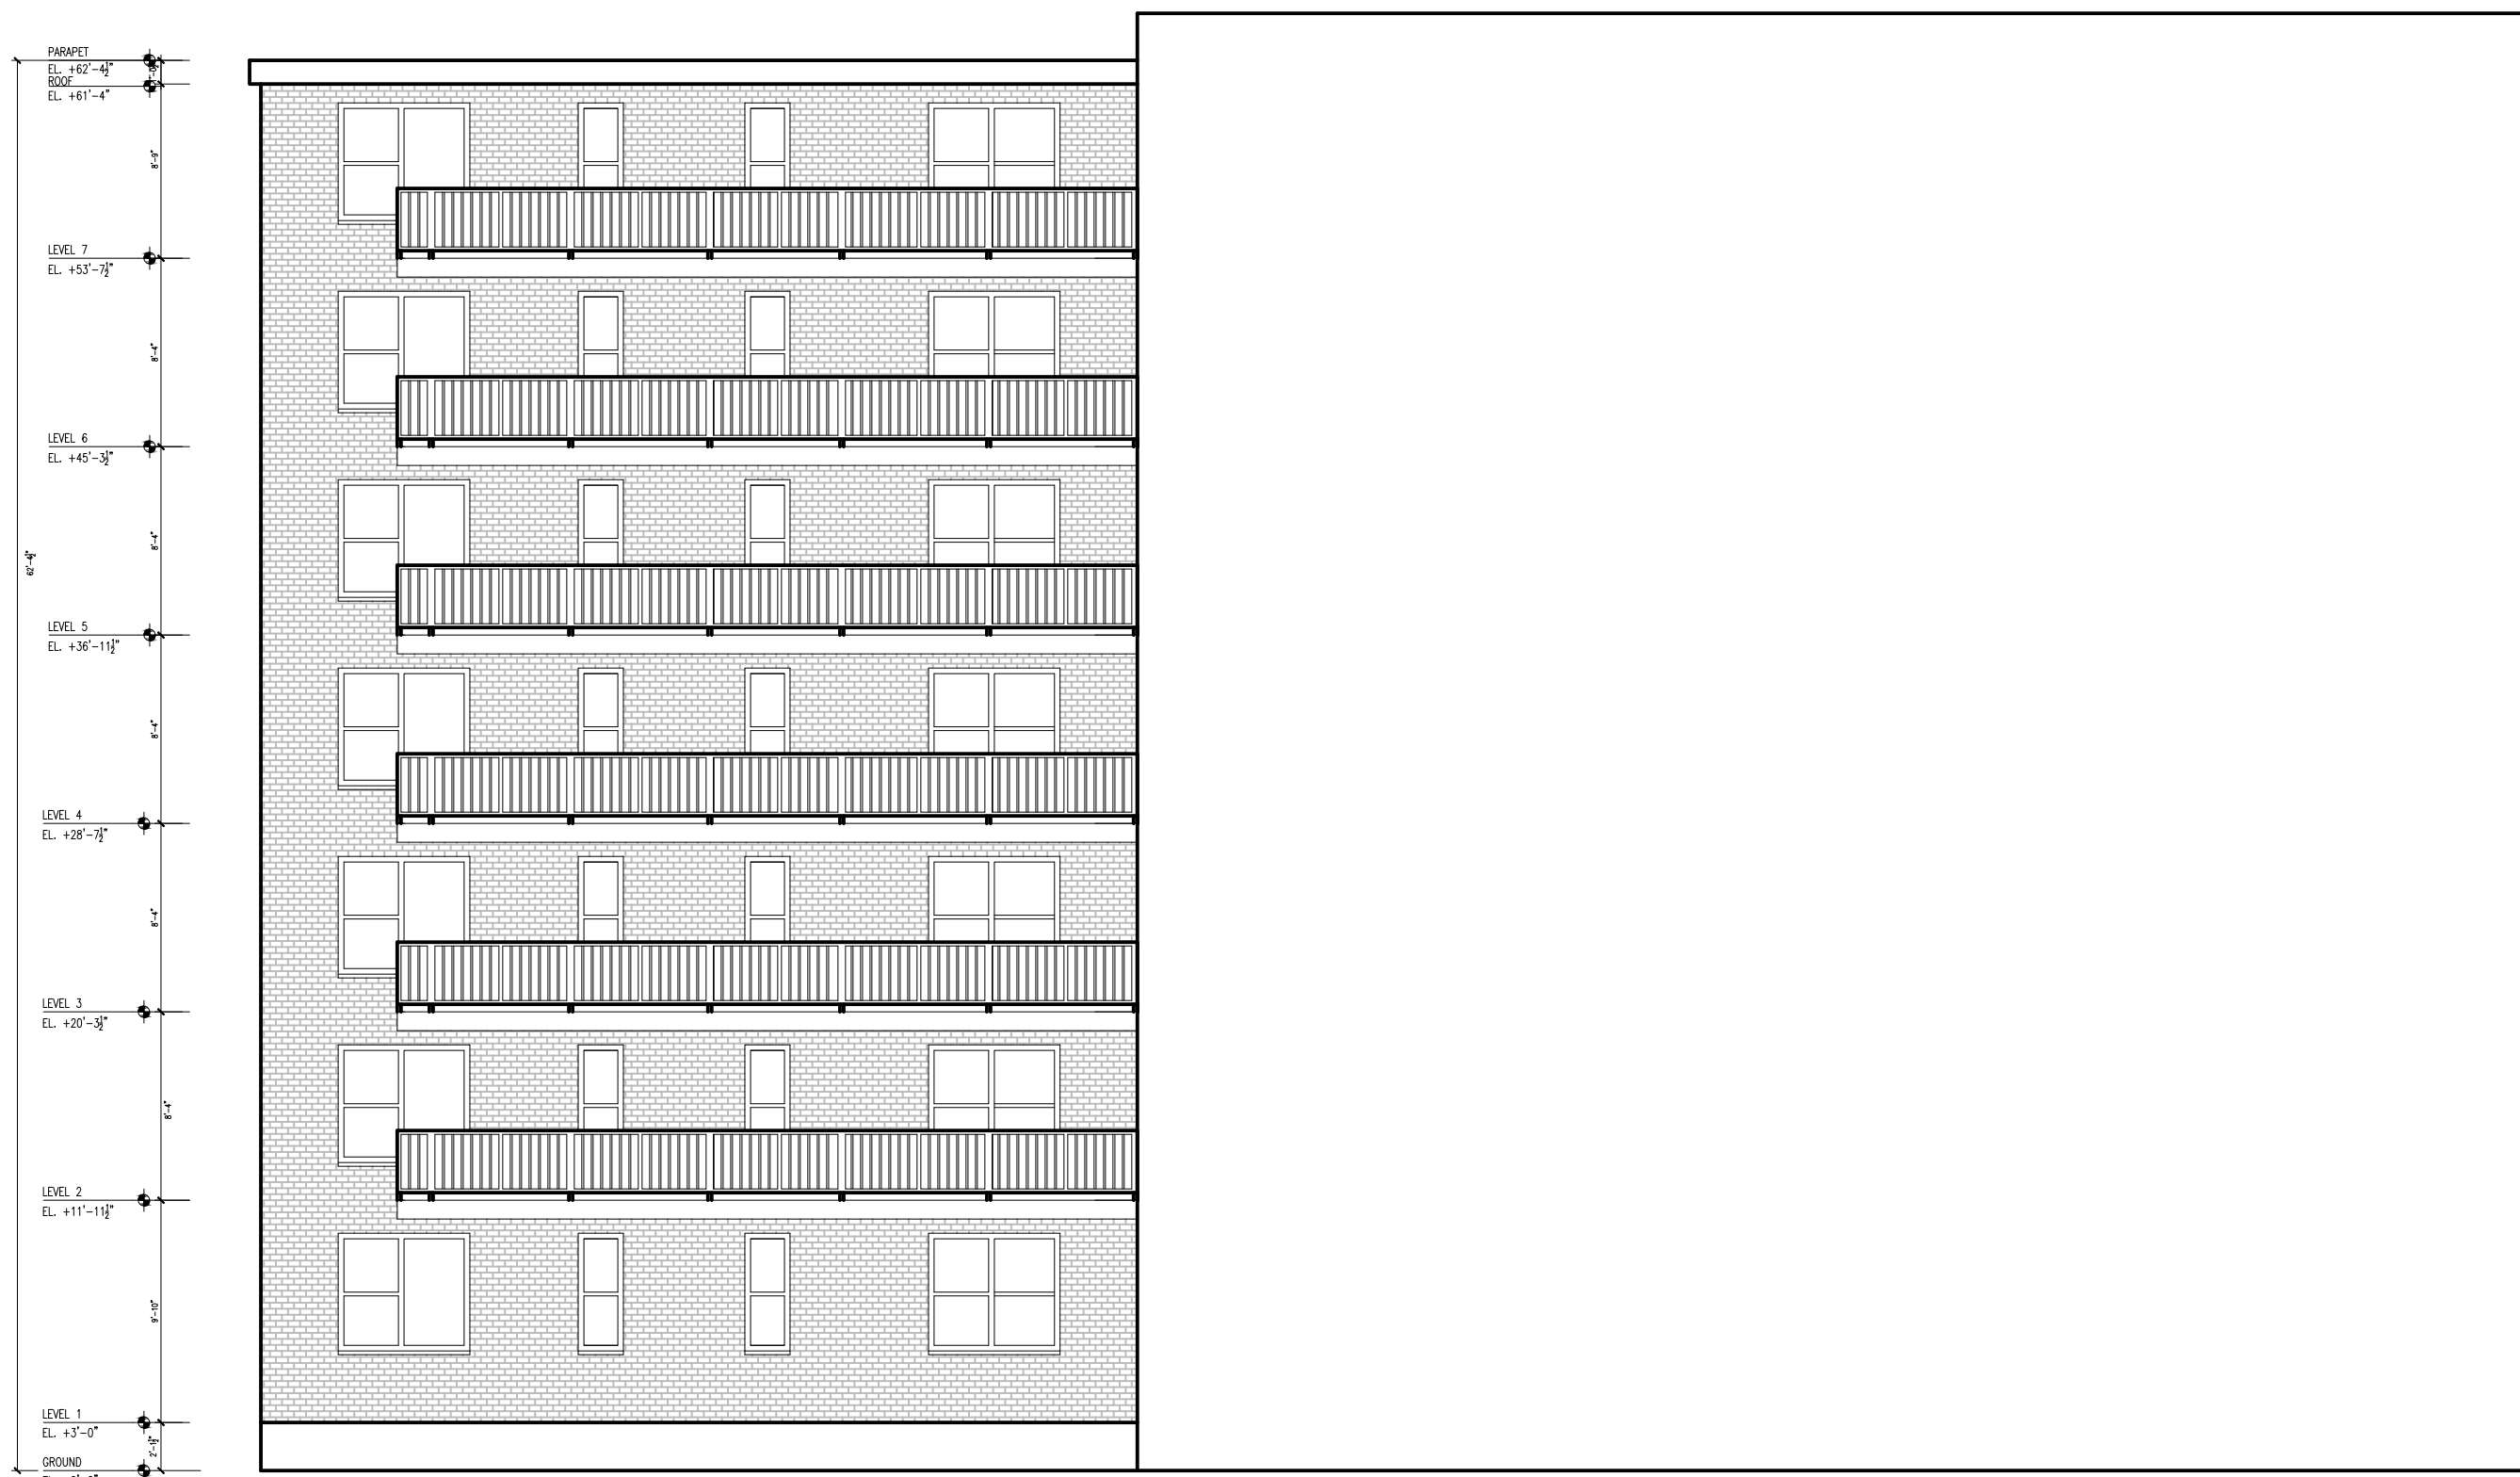 PARAPET
EL. +62'-4½"
ROOF
EL. +61'-4"
8'-9"
LEVEL 7
EL. +53'-7½"
8'-4"
LEVEL 6
EL. +45'-3½"
8'-4"
62'-4½"
LEVEL 5
EL. +36'-11½"
8'-4"
LEVEL 4
EL. +28'-7½"
8'-4"
LEVEL 3
EL. +20'-3½"
8'-4"
LEVEL 2
EL. +11'-11½"
9'-10"
LEVEL 1
EL. +3'-0"
2'-1½"
GROUND